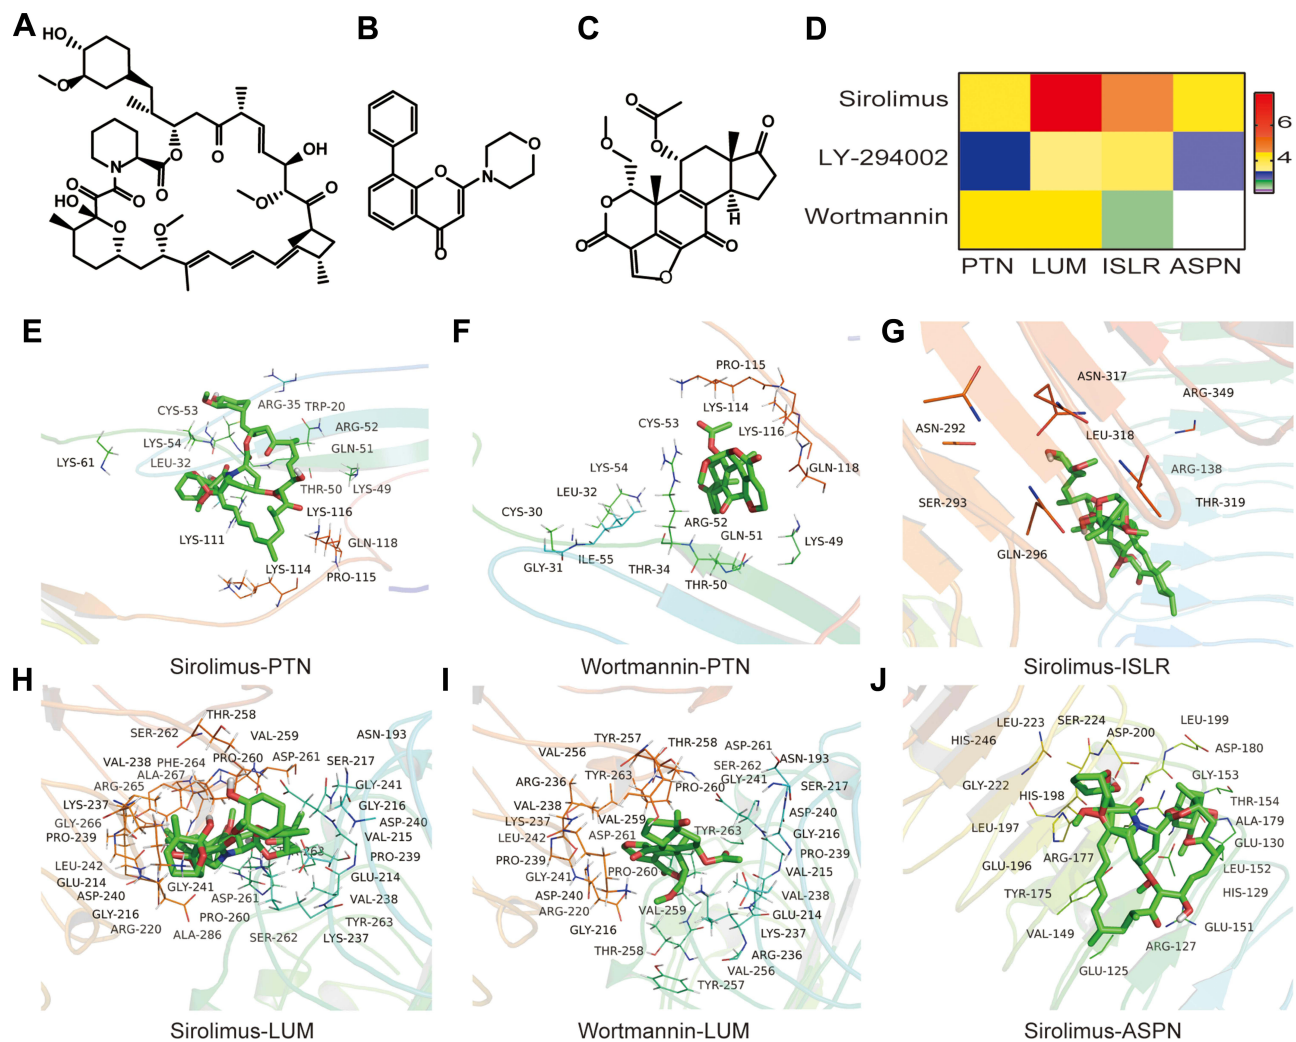 A
B
C
D
HO
O
N
O
O
O
O
HO
O
O
O
OH
O
O
O
N
O
O
O
O
O
O
O
H
O
O
O
O
Sirolimus
LY-294002
Wortmannin
PTN LUM ISLR ASPN
6
4
E
CYS-53
ARG-35
TRP-20
LYS-54
ARG-52
LYS-61
LEU-32
GLN-51
THR-50
LYS-49
LYS-116
LYS-111
GLN-118
LYS-114
PRO-115
Sirolimus-PTN
F
PRO-115
LYS-114
CYS-53
LYS-116
LYS-54
GLN-118
LEU-32
CYS-30
ARG-52
GLN-51
LYS-49
GLY-31
ILE-55
THR-34
THR-50
Wortmannin-PTN
G
ASN-317
ARG-349
ASN-292
LEU-318
ARG-138
SER-293
THR-319
GLN-296
Sirolimus-ISLR
H
THR-258
SER-262
VAL-259
ASN-193
VAL-238
PHE-264
PRO-260
ASP-261
SER-217
ALA-267
ARG-265
GLY-241
LYS-237
GLY-216
GLY-266
ASP-240
PRO-239
VAL-215
263
PRO-239
LEU-242
GLU-214
GLY-241
GLU-214
ASP-240
ASP-261
VAL-238
GLY-216
PRO-260
TYR-263
ARG-220
ALA-286
SER-262
LYS-237
Sirolimus-LUM
I
TYR-257
THR-258
ASP-261
VAL-256
ASN-193
SER-262
ARG-236
TYR-263
GLY-241
PRO-260
SER-217
VAL-238
ASP-240
LYS-237
VAL-259
LEU-242
ASP-261
TYR-263
GLY-216
PRO-239
PRO-239
GLY-241
PRO-260
VAL-215
ASP-240
VAL-238
ARG-220
VAL-259
GLU-214
GLY-216
LYS-237
THR-258
ARG-236
VAL-256
TYR-257
Wortmannin-LUM
J
LEU-223
SER-224
LEU-199
HIS-246
ASP-200
ASP-180
GLY-222
GLY-153
HIS-198
THR-154
LEU-197
ALA-179
GLU-130
ARG-177
GLU-196
LEU-152
TYR-175
HIS-129
VAL-149
GLU-151
ARG-127
GLU-125
Sirolimus-ASPN